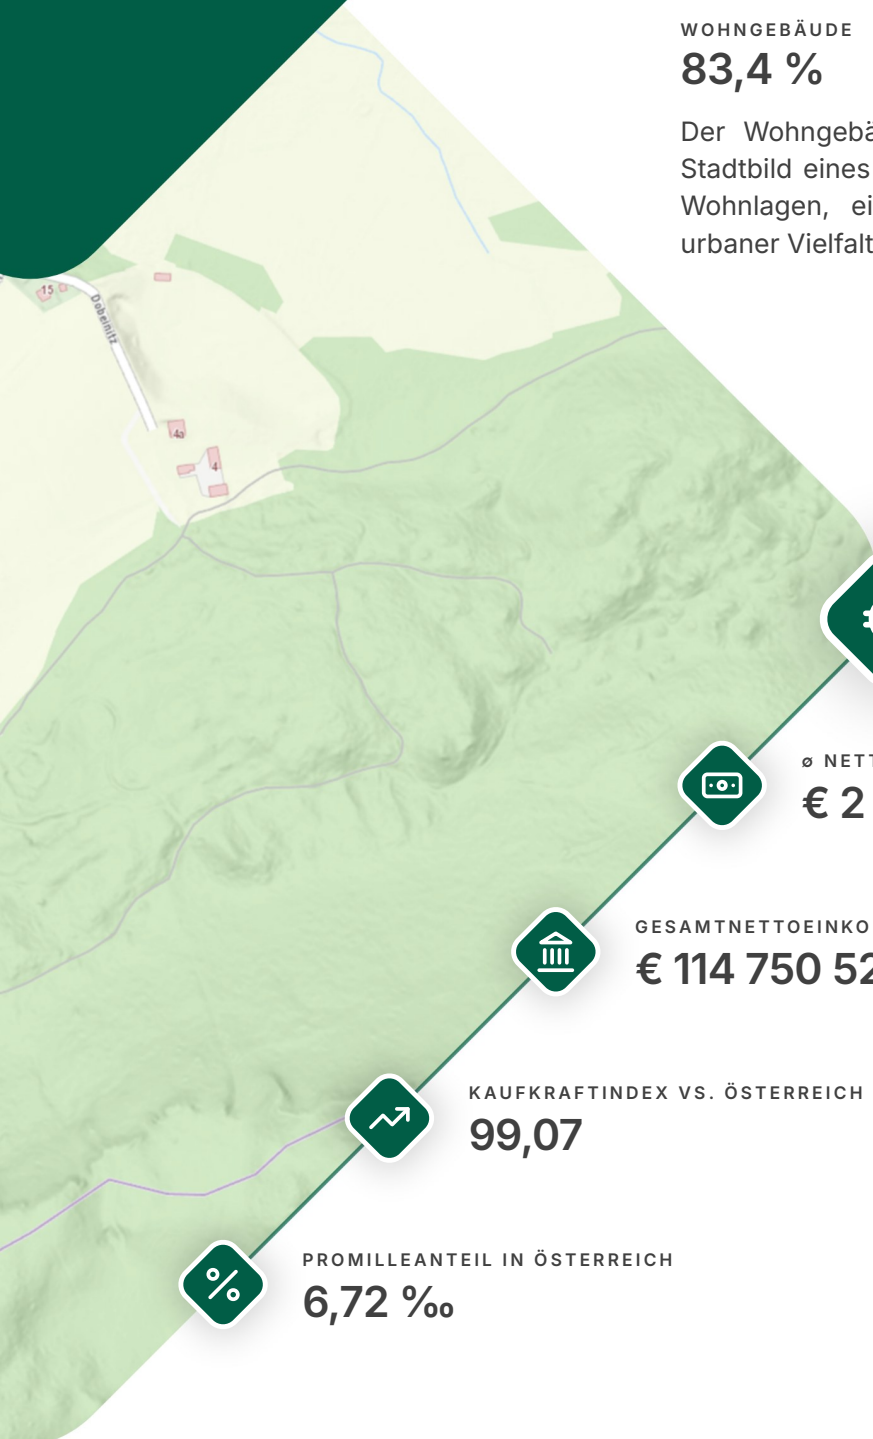 WOHNGEBÄUDE
83,4 %
Der Wohngebä
Stadtbild eines
Wohnlagen, ei
urbaner Vielfalt
15
Dobeinitz
4a
4
ø NETT
€ 2
GESAMTNETTOEINKO
€ 114 750 52
KAUFKRAFTINDEX VS. ÖSTERREICH
99,07
PROMILLEANTEIL IN ÖSTERREICH
6,72 ‰